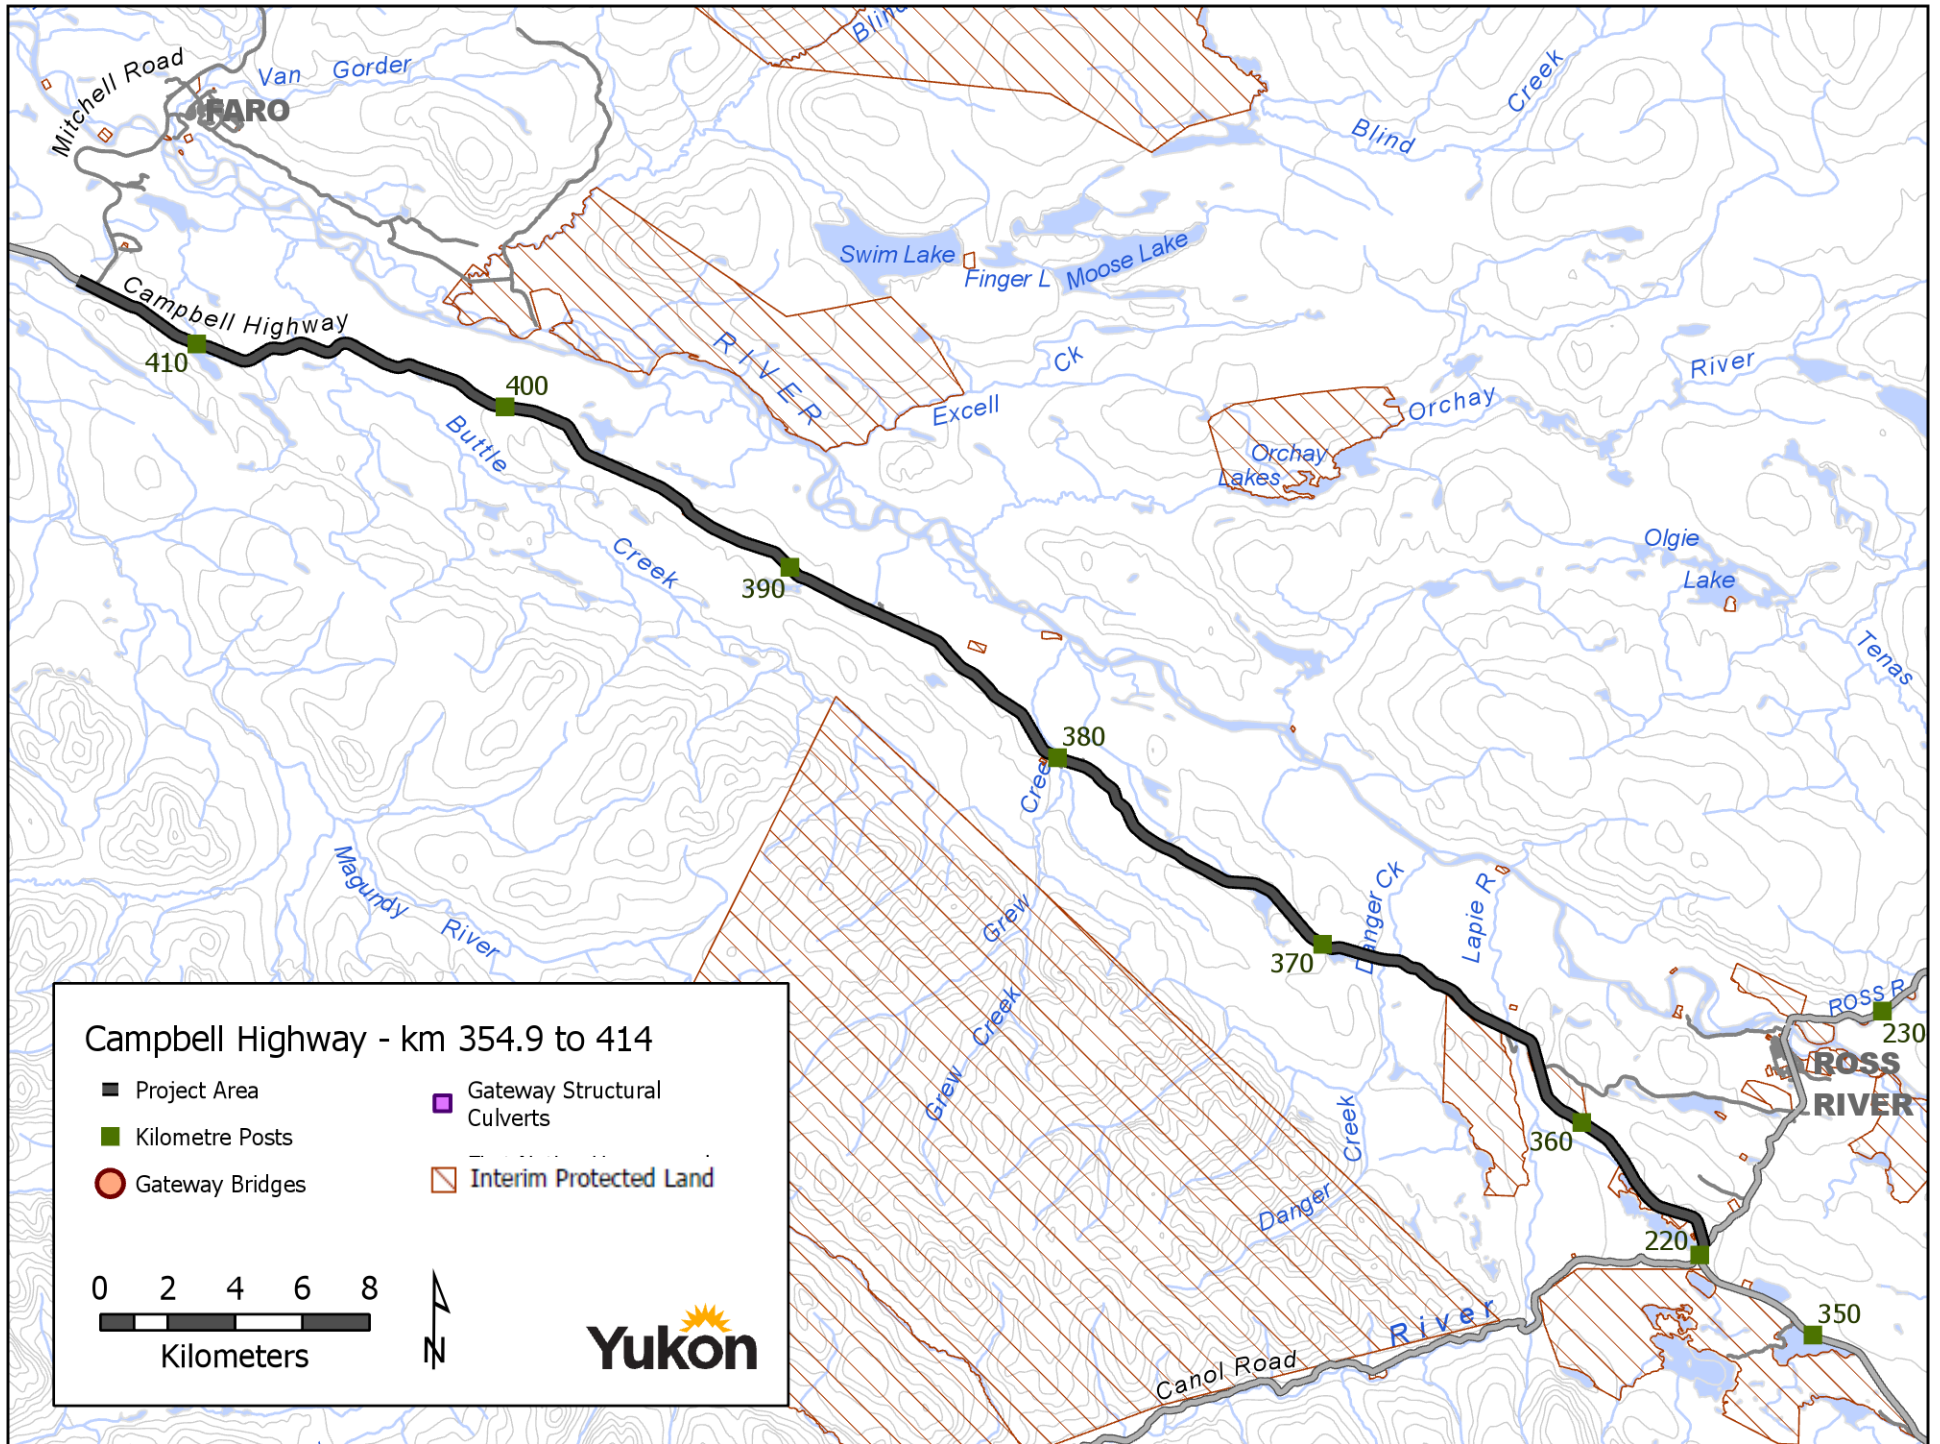 Blind
Mitchell Road
Van Gorder
FARO
Creek
Blind
Swim Lake
Finger L
Moose Lake
Campbell Highway
410
400
RIVER
Ck
Excell
River
Orchay
Orchay
Lakes
Buttle
Creek
390
Olgie
Lake
Tenas
380
Cree
Magundy
River
Grew
Creek
Grew
370
Danger Ck
Lapie R
ROSS R
230
ROSS
RIVER
360
Creek
Danger
220
350
River
Canol Road
Campbell Highway - km 354.9 to 414
Project Area
Kilometre Posts
Gateway Bridges
Gateway Structural
Culverts
Interim Protected Land
0 2 4 6 8
Kilometers
N
Yukon